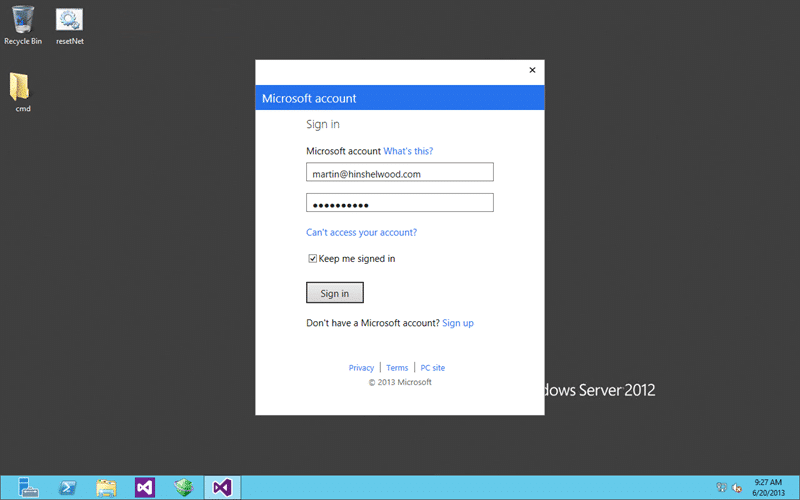 Recycle Bin
resetNet
cmd
Microsoft account
Sign in
Microsoft account What's this?
martin@hinshelwood.com
Can't access your account?
Keep me signed in
Sign in
Don't have a Microsoft account? Sign up
Privacy | Terms | PC site
© 2013 Microsoft
dows Server 2012
9:27 AM
6/20/2013